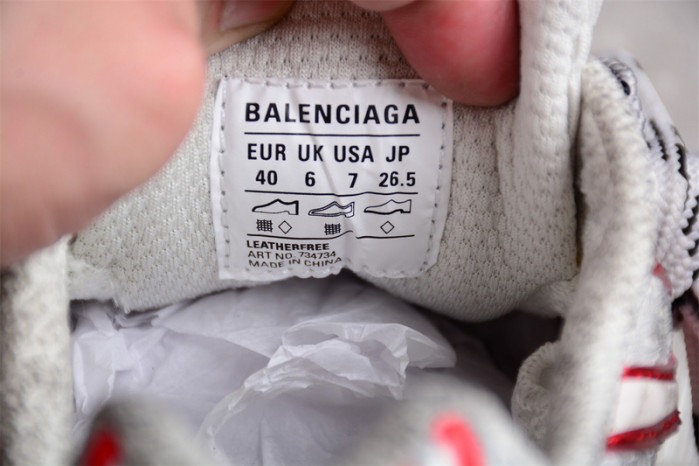 BALENCIAGA
EUR UK USA JP
40 6 7 26.5
LEATHERFREE
ART NO. 734734
MADE IN CHINA